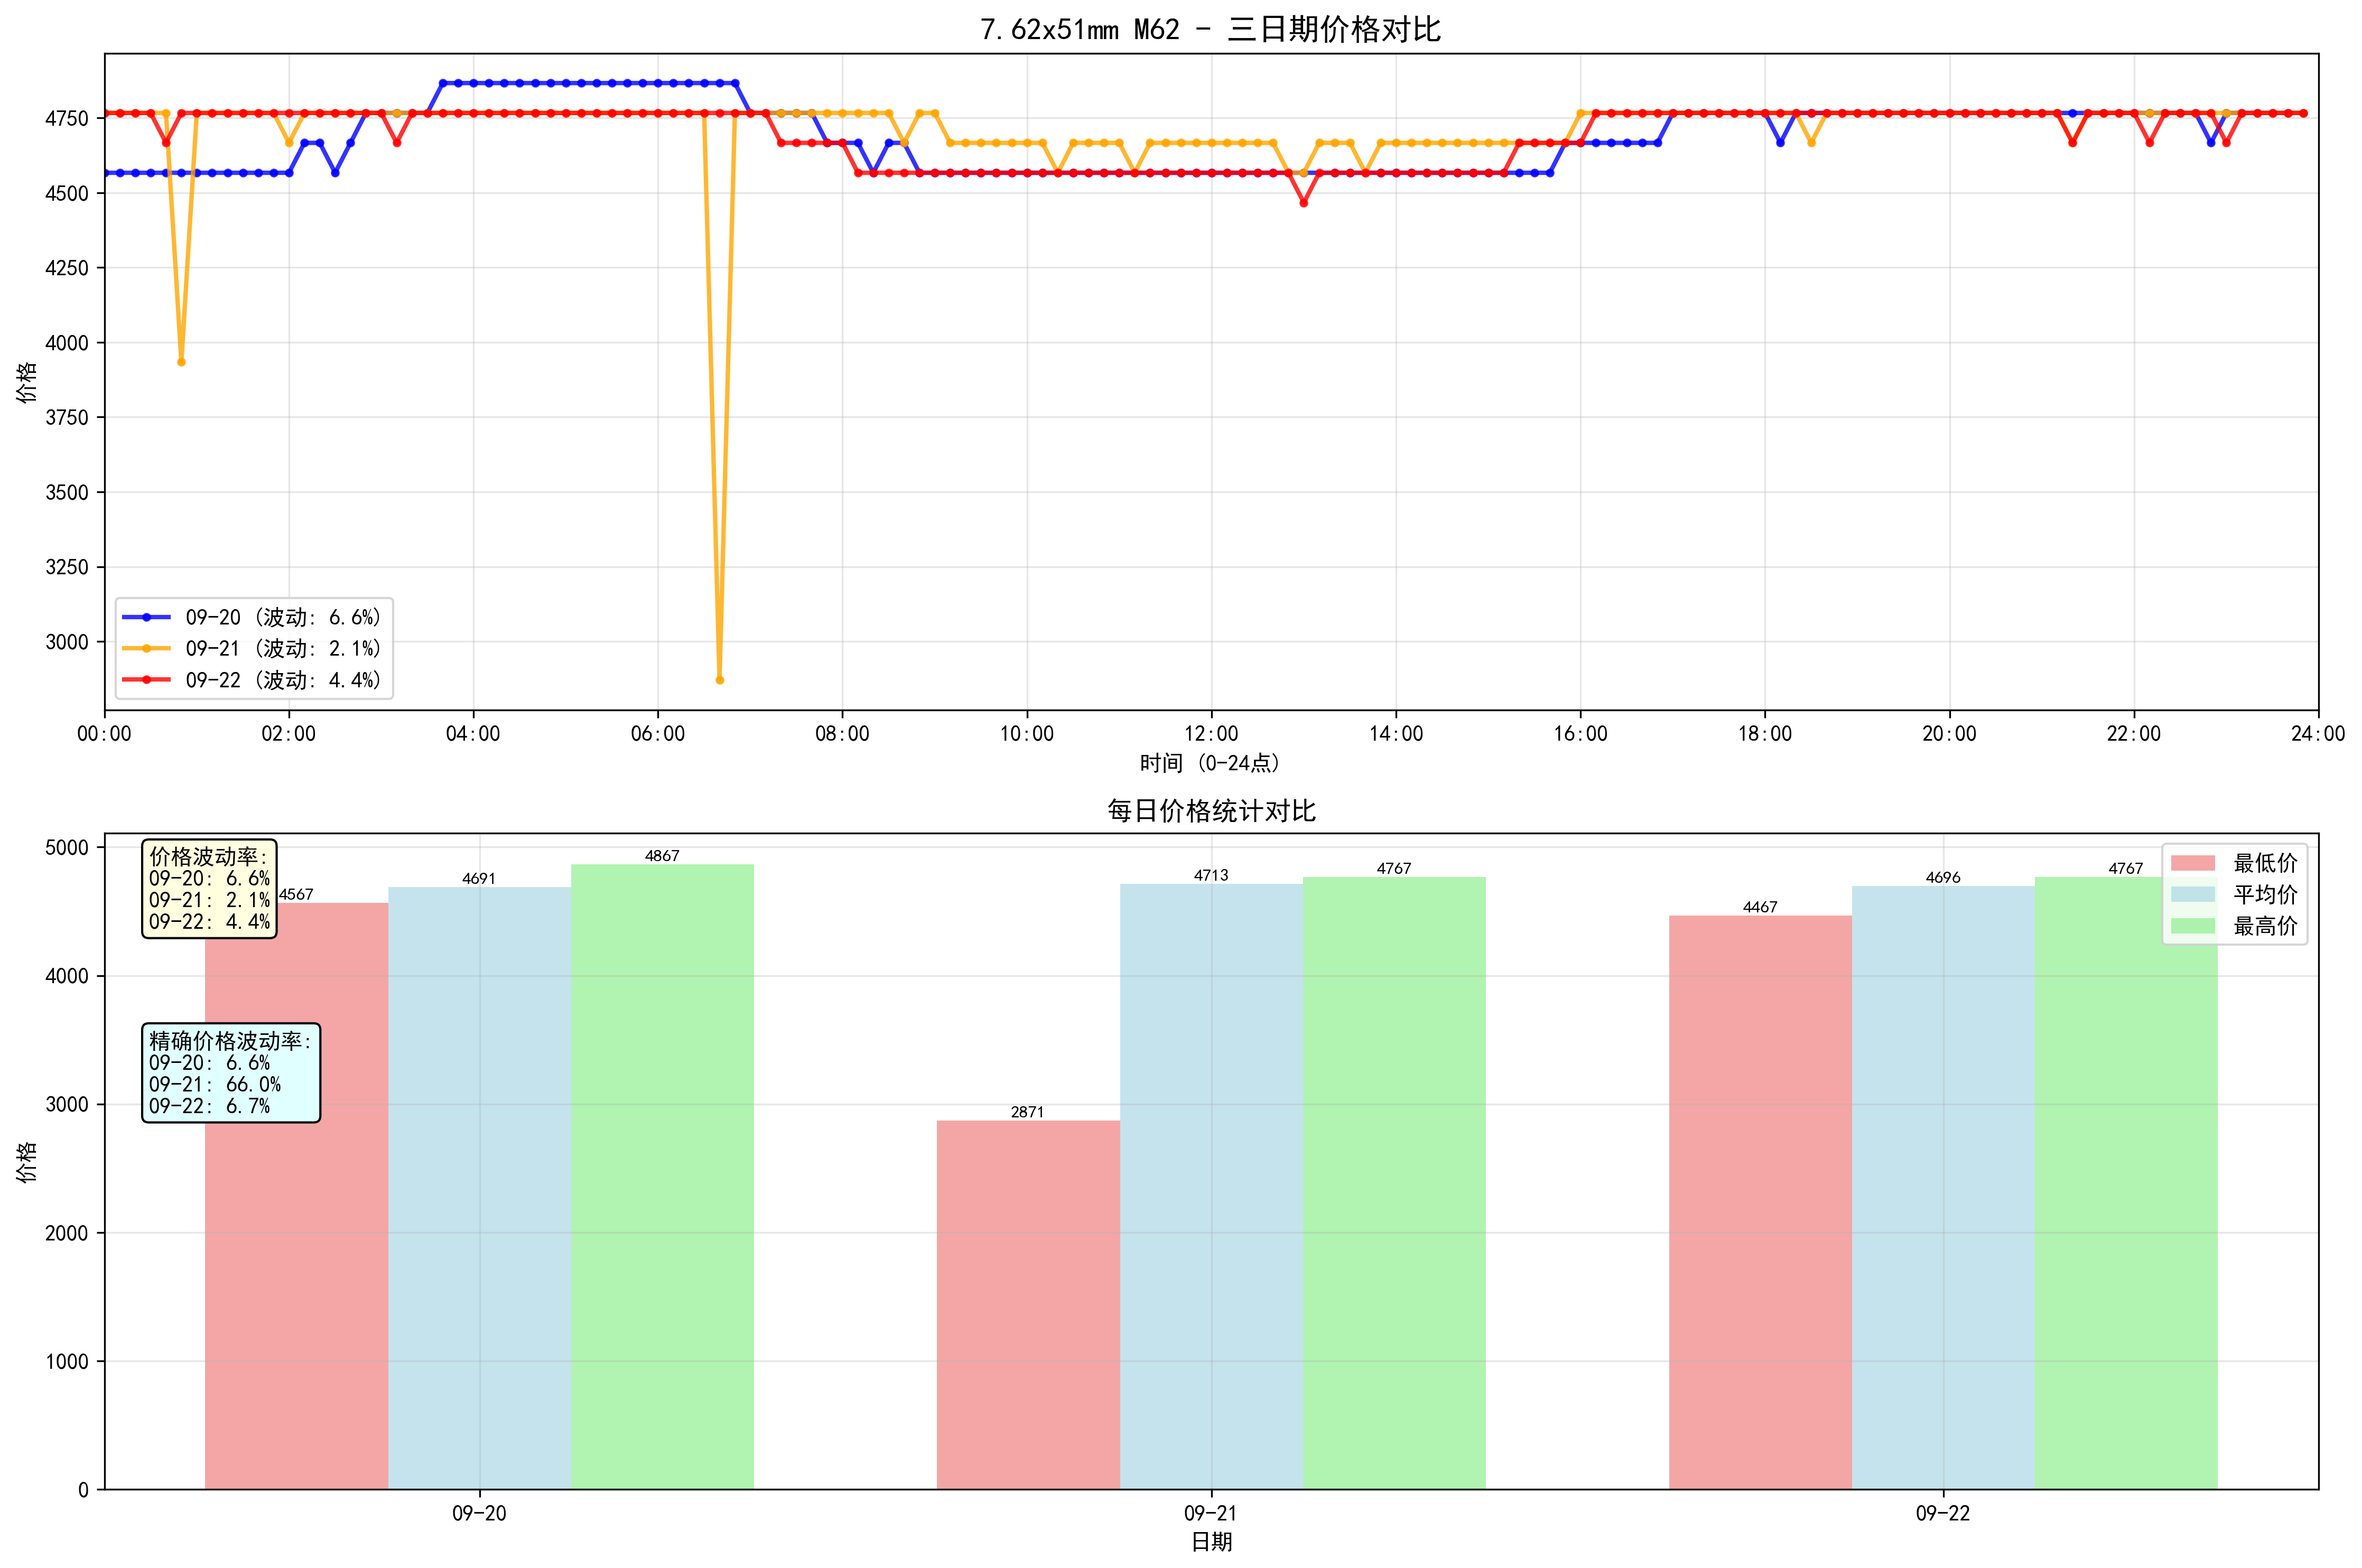 7.62x51mm M62 - 三日期价格对比
价格
4750
4500
4250
4000
3750
3500
3250
3000
09-20 (波动: 6.6%)
09-21 (波动: 2.1%)
09-22 (波动: 4.4%)
00:00 02:00 04:00 06:00 08:00 10:00 12:00 14:00 16:00 18:00 20:00 22:00 24:00
时间 (0-24点)
每日价格统计对比
价格
5000
4000
3000
2000
1000
0
价格波动率:
09-20: 6.6%
09-21: 2.1%
09-22: 4.4%
精确价格波动率:
09-20: 6.6%
09-21: 66.0%
09-22: 6.7%
4567 4691 4867
2871 4713 4767
4467 4696 4767
最低价
平均价
最高价
09-20 09-21 09-22
日期